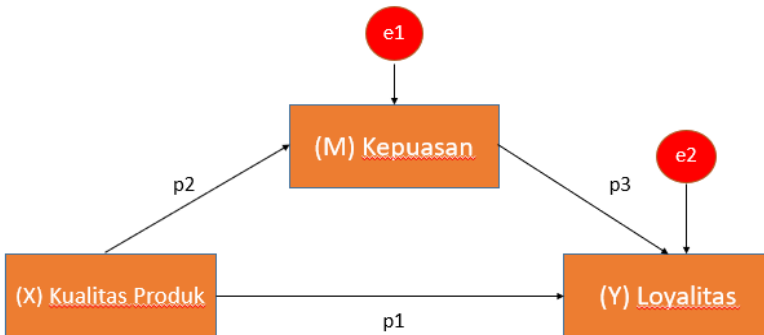 e1
(M) Kepuasan
e2
p2
p3
(X) Kualitas Produk
(Y) Loyalitas
p1